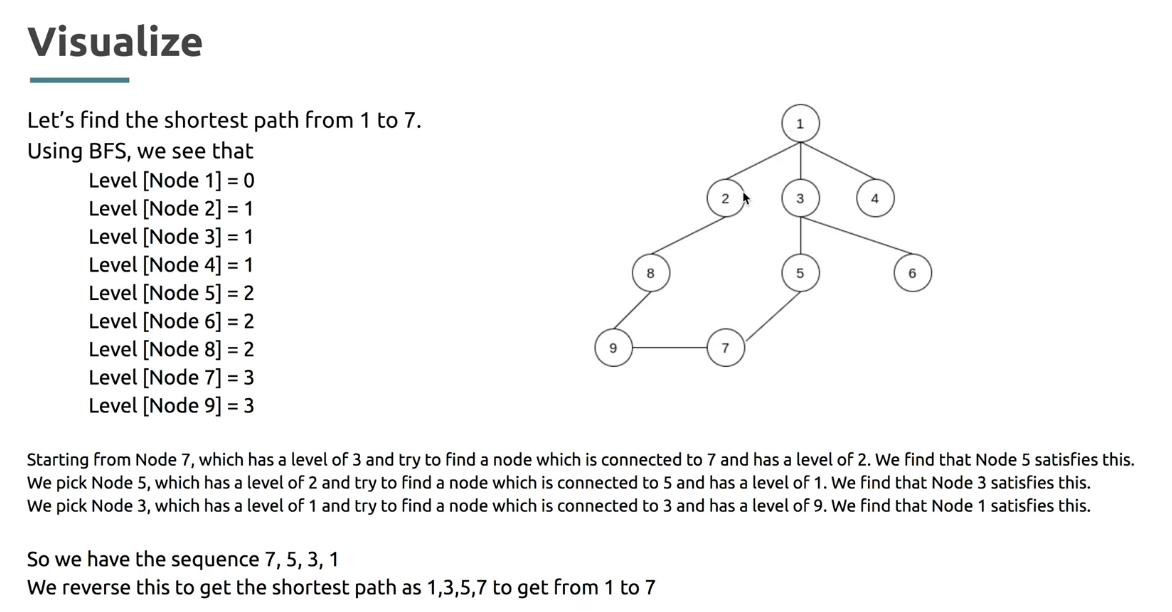 Visualize
Let’s find the shortest path from 1 to 7.
Using BFS, we see that
Level [Node 1] = 0
Level [Node 2] = 1
Level [Node 3] = 1
Level [Node 4] = 1
Level [Node 5] = 2
Level [Node 6] = 2
Level [Node 8] = 2
Level [Node 7] = 3
Level [Node 9] = 3
1
2 3 4
8 5 6
9 7
Starting from Node 7, which has a level of 3 and try to find a node which is connected to 7 and has a level of 2. We find that Node 5 satisfies this.
We pick Node 5, which has a level of 2 and try to find a node which is connected to 5 and has a level of 1. We find that Node 3 satisfies this.
We pick Node 3, which has a level of 1 and try to find a node which is connected to 3 and has a level of 9. We find that Node 1 satisfies this.
So we have the sequence 7, 5, 3, 1
We reverse this to get the shortest path as 1,3,5,7 to get from 1 to 7